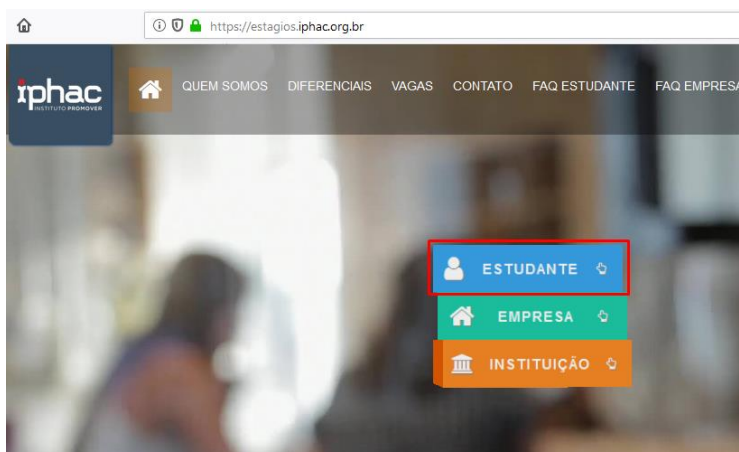 https://estagios.iphac.org.br
iphac
INSTITUTO PROMOVER
QUEM SOMOS DIFERENCIAIS VAGAS CONTATO FAQ ESTUDANTE FAQ EMPRESA
ESTUDANTE
EMPRESA
INSTITUIÇÃO